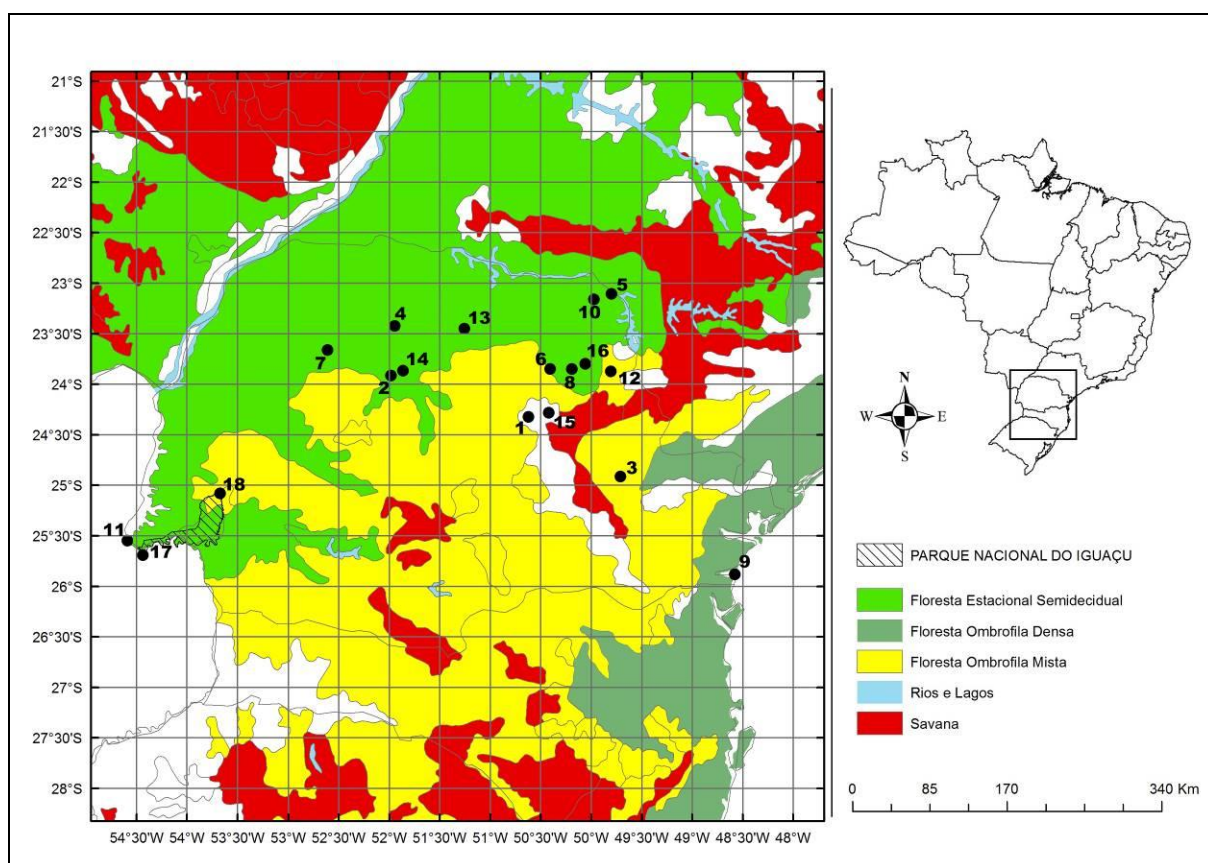 21°S
21°30'S
22°S
22°30'S
23°S
23°30'S
24°S
24°30'S
25°S
25°30'S
26°S
26°30'S
27°S
27°30'S
28°S
5
10
4
13
7
14
2
6
8
16
12
1
15
3
18
11
17
9
54°30'W 54°W 53°30'W 53°W 52°30'W 52°W 51°30'W 51°W 50°30'W 50°W 49°30'W 49°W 48°30'W 48°W
N
W E
S
PARQUE NACIONAL DO IGUAÇU
Floresta Estacional Semidecidual
Floresta Ombrofila Densa
Floresta Ombrofila Mista
Rios e Lagos
Savana
0 85 170 340 Km